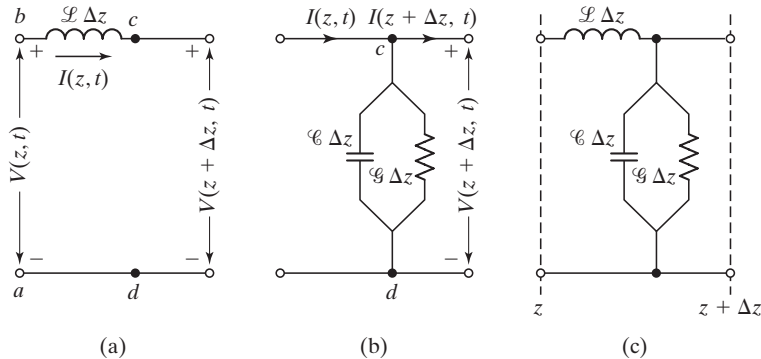 b ℒ Δz c
+ +
I(z, t)
V(z, t)
V(z + Δz, t)
− −
a d
(a)
I(z, t) I(z + Δz, t)
c +
𝒞 Δz
𝒢 Δz
V(z + Δz, t)
−
d
(b)
ℒ Δz
𝒞 Δz
𝒢 Δz
z z + Δz
(c)